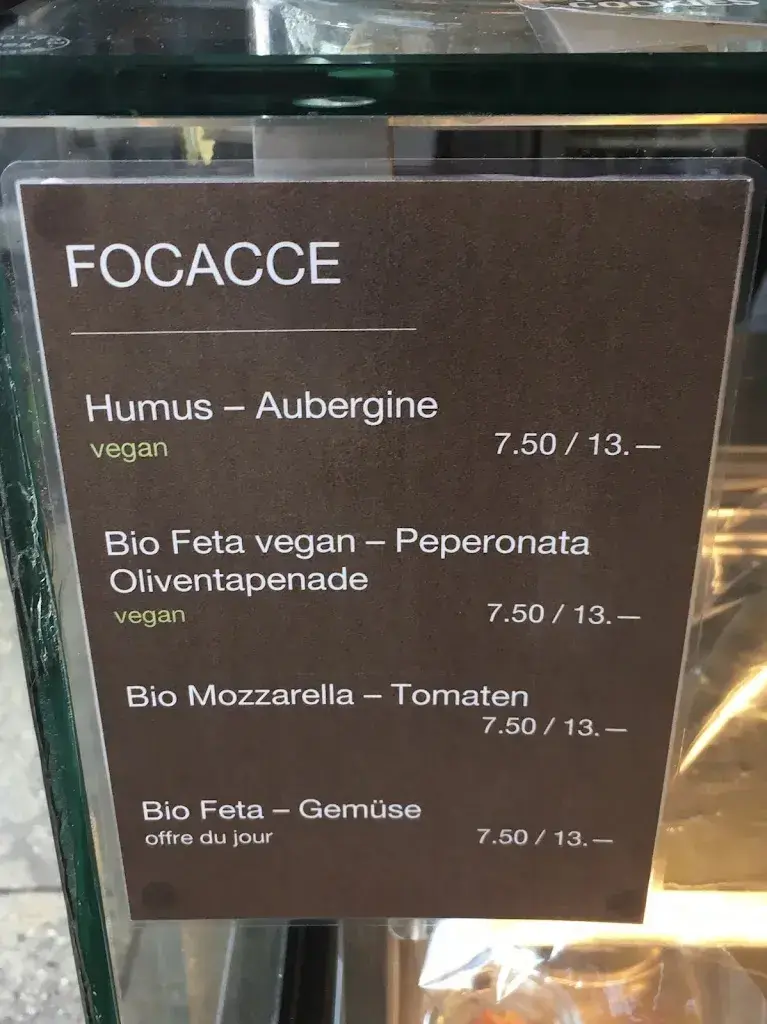 FOCACCE
Humus – Aubergine
vegan 7.50 / 13.—
Bio Feta vegan – Peperonata
Oliventapenade
vegan 7.50 / 13.—
Bio Mozzarella – Tomaten
7.50 / 13.—
Bio Feta – Gemüse
offre du jour 7.50 / 13.—